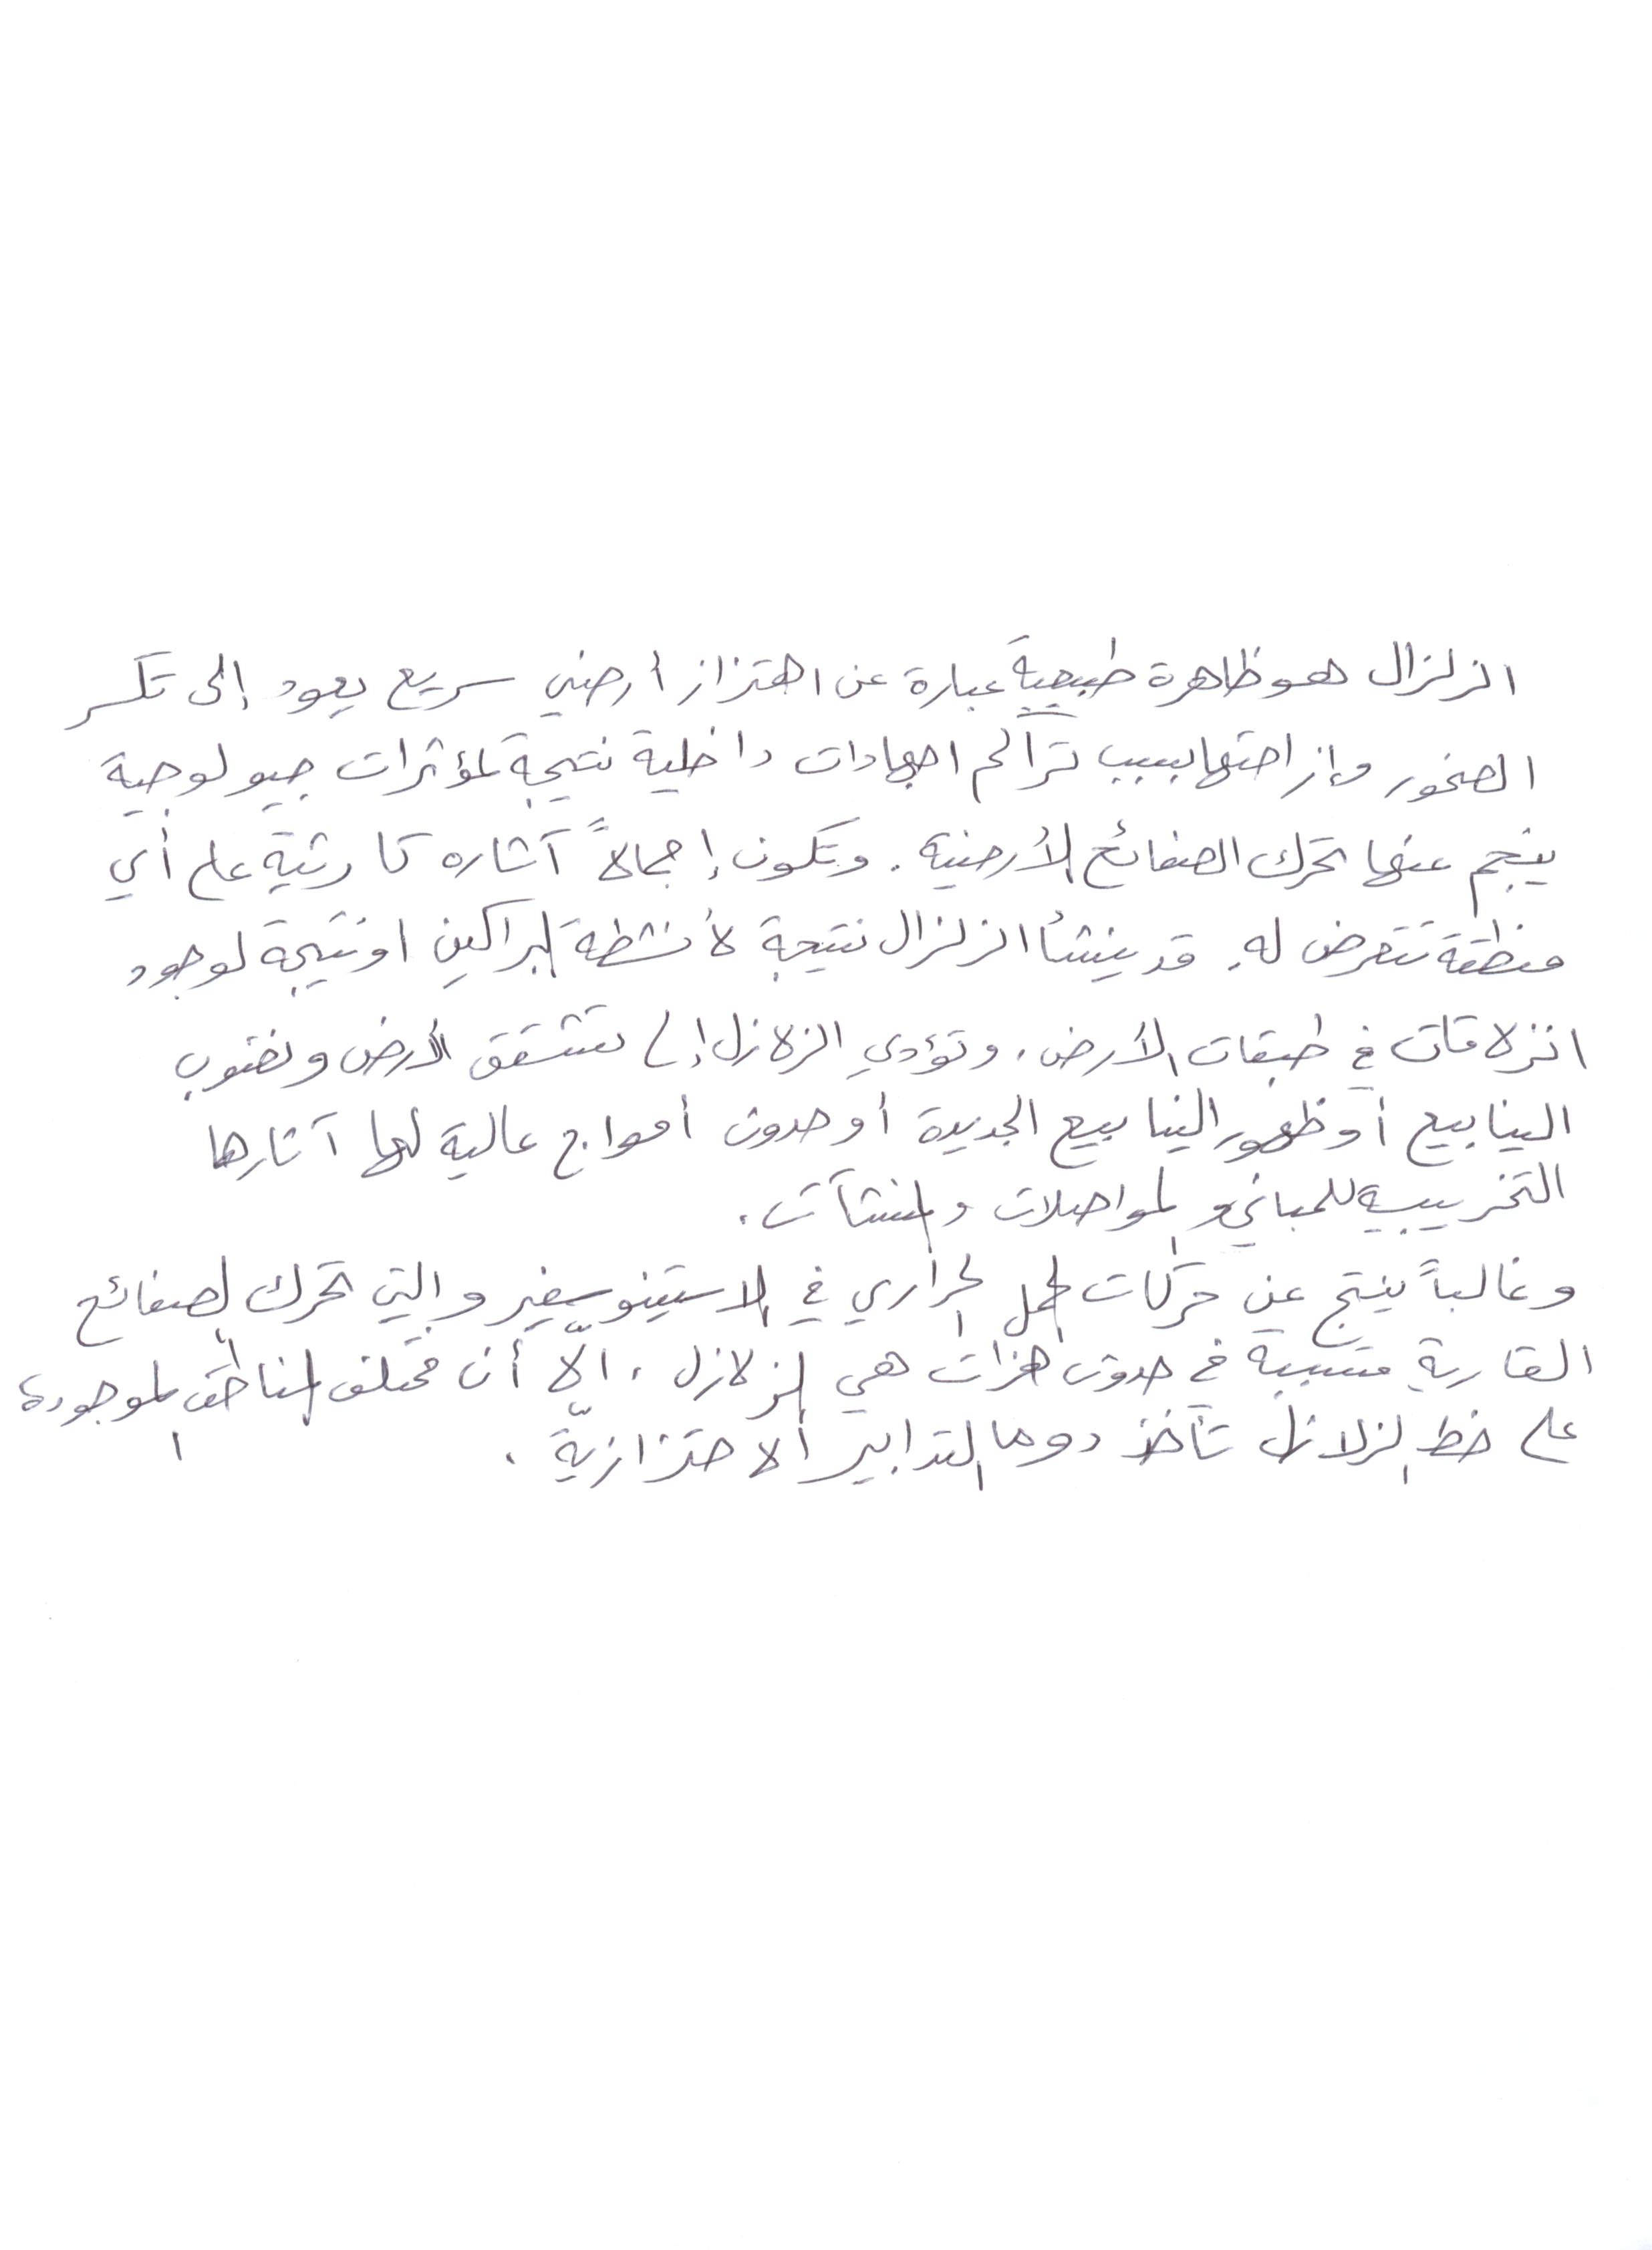 الزلزال هو ظاهرة طبيعية عبارة عن اهتزاز أرضي سريع يعود إلى تكسر
الصخور وإزاحتها بسبب تراكم اجهادات داخلية نتيجة لمؤثرات جيولوجية
ينجم عنها تحرك الصفائح الأرضية. وتكون إجمالاً آثاره كارثية على أي
منطقة تتعرض له. قد ينشأ الزلزال نتيجة لأنشطة البراكين او نتيجة لوجود
انزلاقات في طبقات الأرض. وتؤدي الزلازل إلى تشقق الأرض ونضوب
الينابيع أو ظهور الينابيع الجديدة أو حدوث أمواج عالية لها آثارها
التخريبية للمباني والمواصلات والمنشآت.
وغالباً ينتج عن حركات الحمل الحراري في الاستينوسفير والتي تحرك الصفائح
القارية متسببة في حدوث هزات هي الزلازل. الاّ أن مختلف المناطق الموجودة
على خط الزلازل تأخذ دوما التدابير الاحترازيّة.